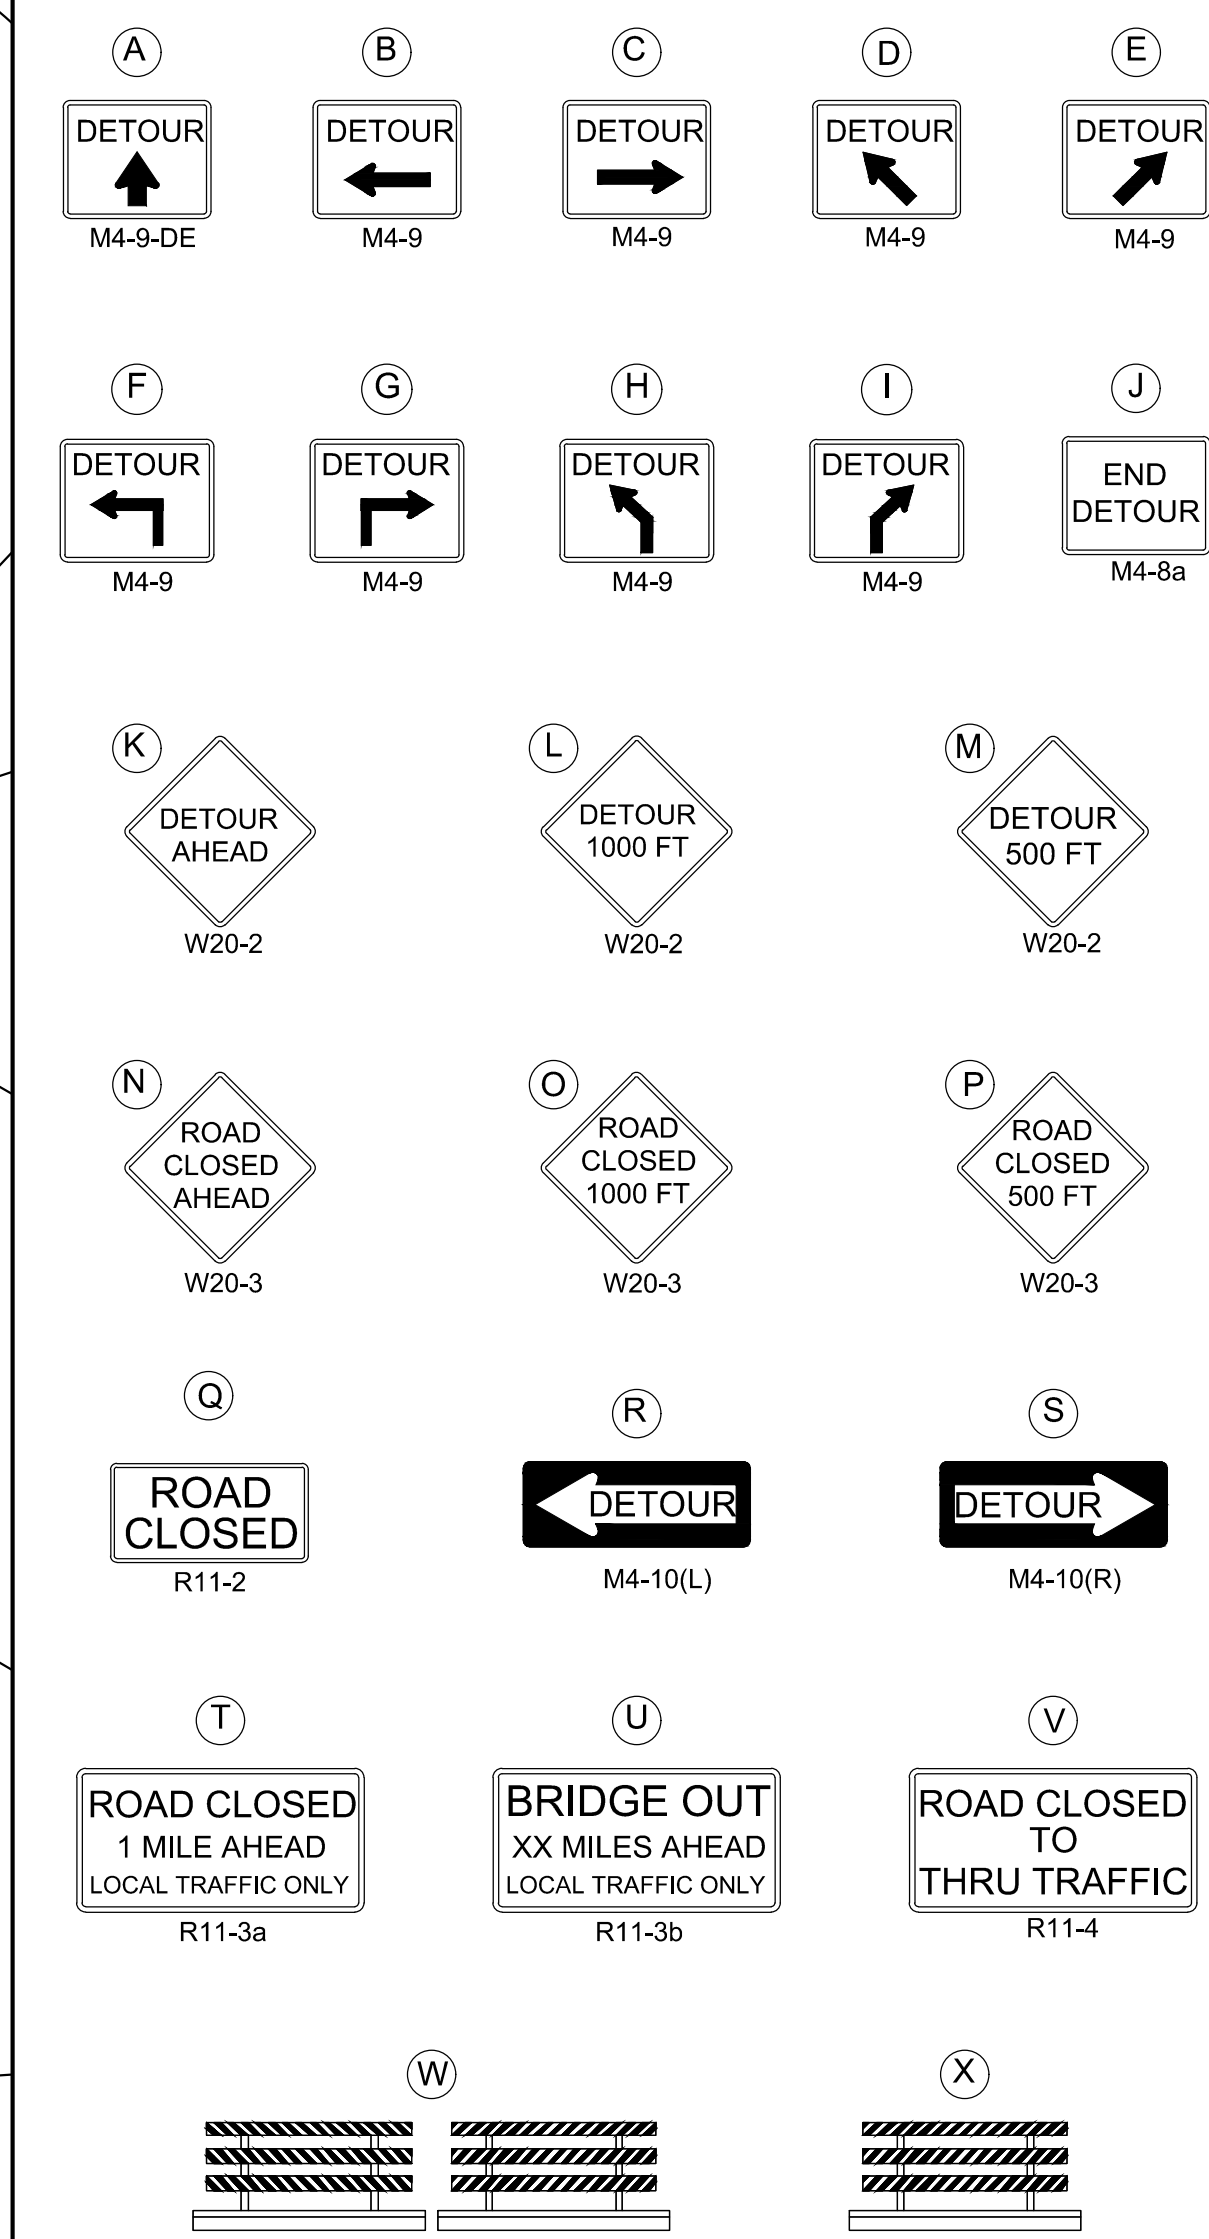 A B C D E
DETOUR DETOUR DETOUR DETOUR DETOUR
M4-9-DE M4-9 M4-9 M4-9 M4-9
F G H I J
DETOUR DETOUR DETOUR DETOUR END
DETOUR
M4-9 M4-9 M4-9 M4-9 M4-8a
K L M
DETOUR
AHEAD
W20-2
DETOUR
1000 FT
W20-2
DETOUR
500 FT
W20-2
N O P
ROAD
CLOSED
AHEAD
W20-3
ROAD
CLOSED
1000 FT
W20-3
ROAD
CLOSED
500 FT
W20-3
Q R S
ROAD
CLOSED
R11-2
DETOUR
M4-10(L)
DETOUR
M4-10(R)
T U V
ROAD CLOSED
1 MILE AHEAD
LOCAL TRAFFIC ONLY
R11-3a
BRIDGE OUT
XX MILES AHEAD
LOCAL TRAFFIC ONLY
R11-3b
ROAD CLOSED
TO
THRU TRAFFIC
R11-4
W X